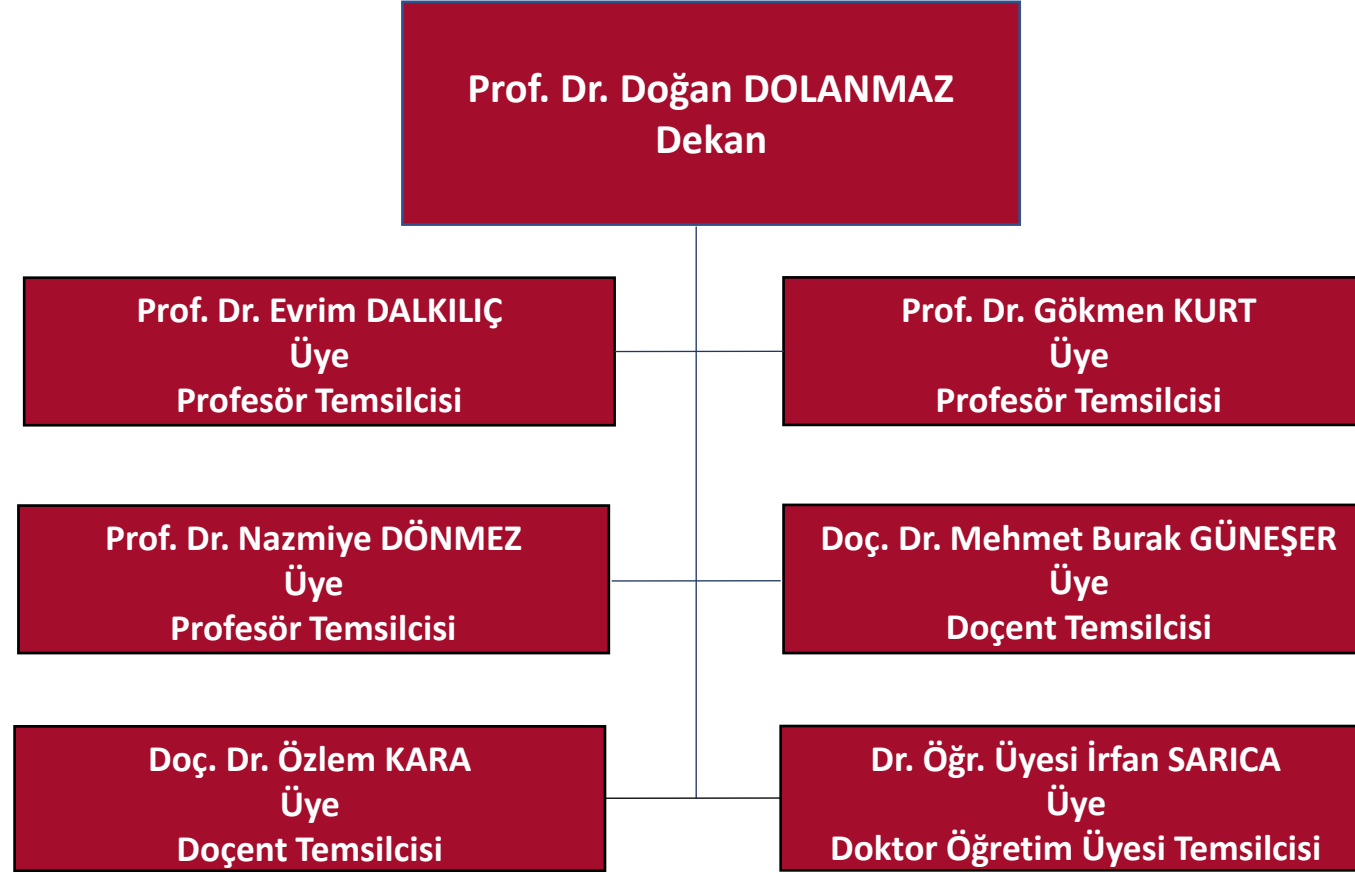 Prof. Dr. Doğan DOLANMAZ
Dekan
Prof. Dr. Evrim DALKILIÇ
Üye
Profesör Temsilcisi
Prof. Dr. Gökmen KURT
Üye
Profesör Temsilcisi
Prof. Dr. Nazmiye DÖNMEZ
Üye
Profesör Temsilcisi
Doç. Dr. Mehmet Burak GÜNEŞER
Üye
Doçent Temsilcisi
Doç. Dr. Özlem KARA
Üye
Doçent Temsilcisi
Dr. Öğr. Üyesi İrfan SARICA
Üye
Doktor Öğretim Üyesi Temsilcisi